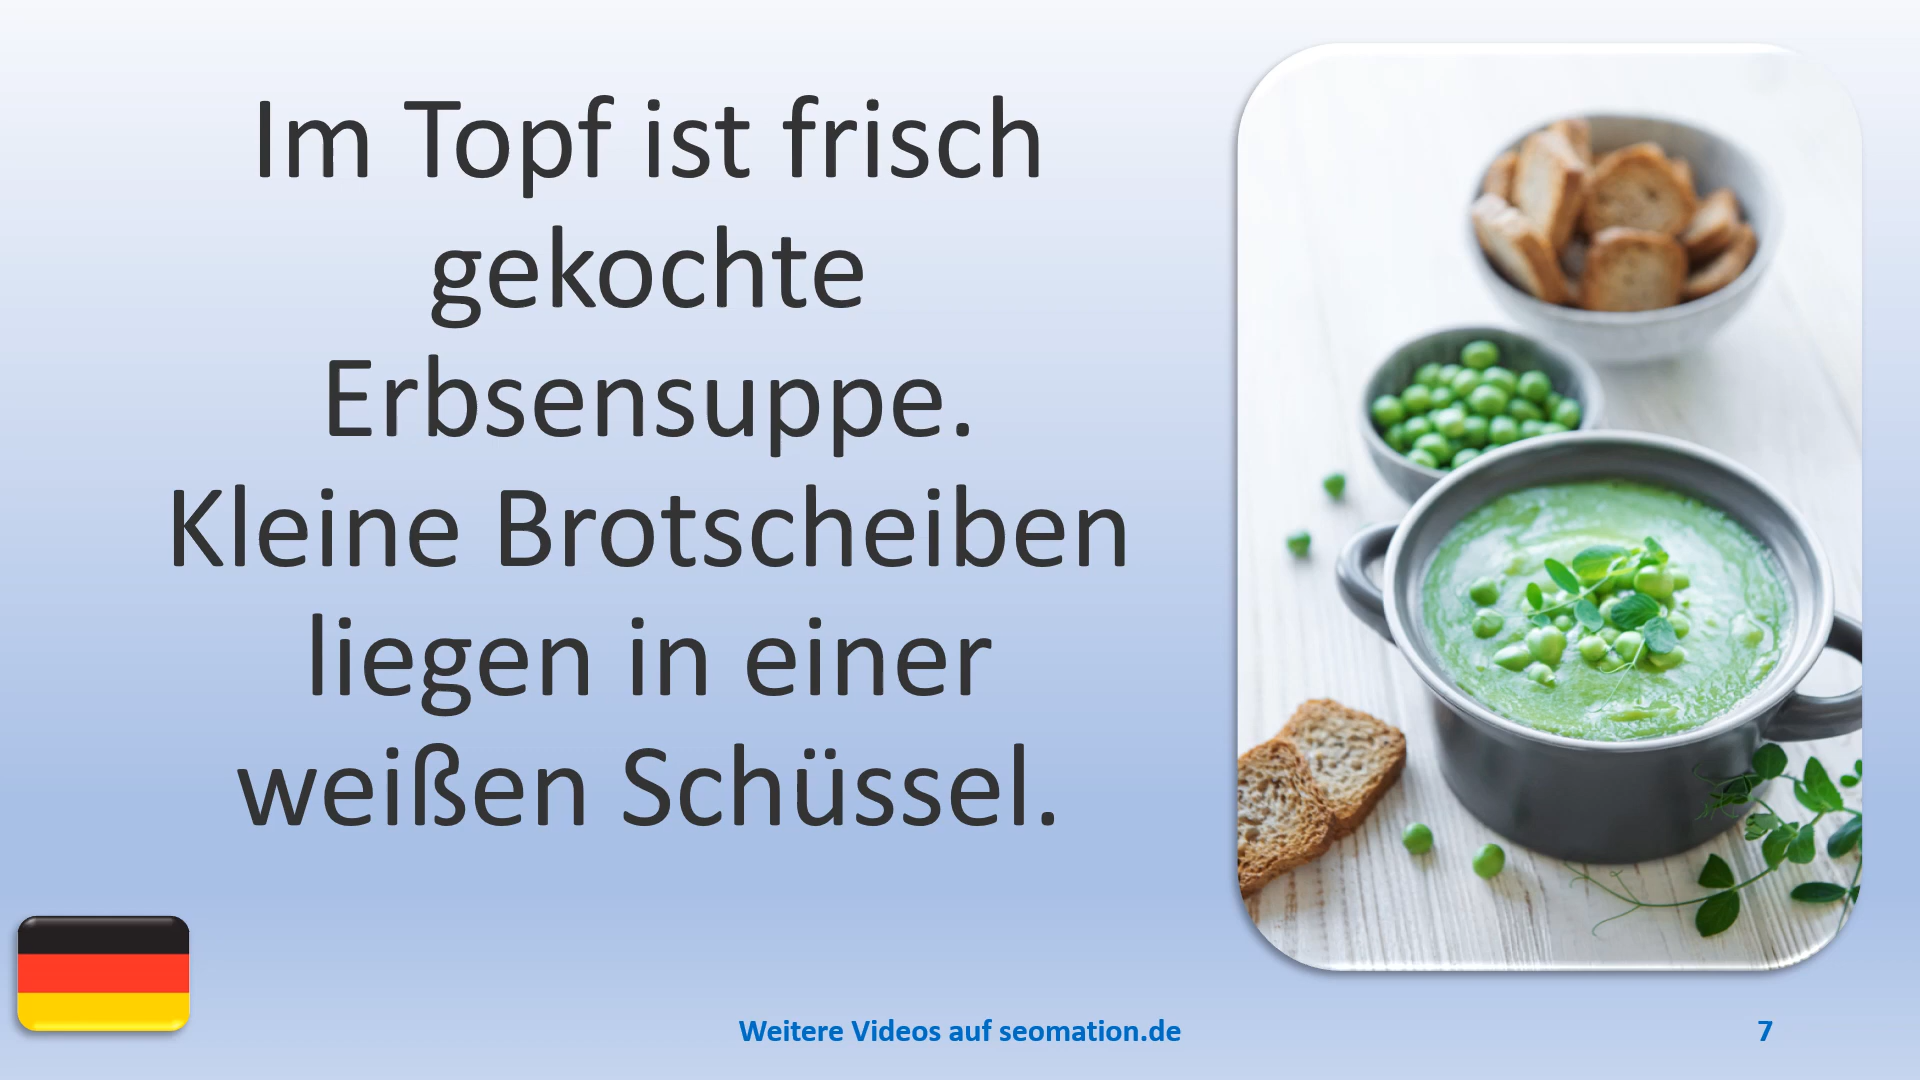 Im Topf ist frisch
gekochte
Erbsensuppe.
Kleine Brotscheiben
liegen in einer
weißen Schüssel.
Weitere Videos auf seomation.de
7